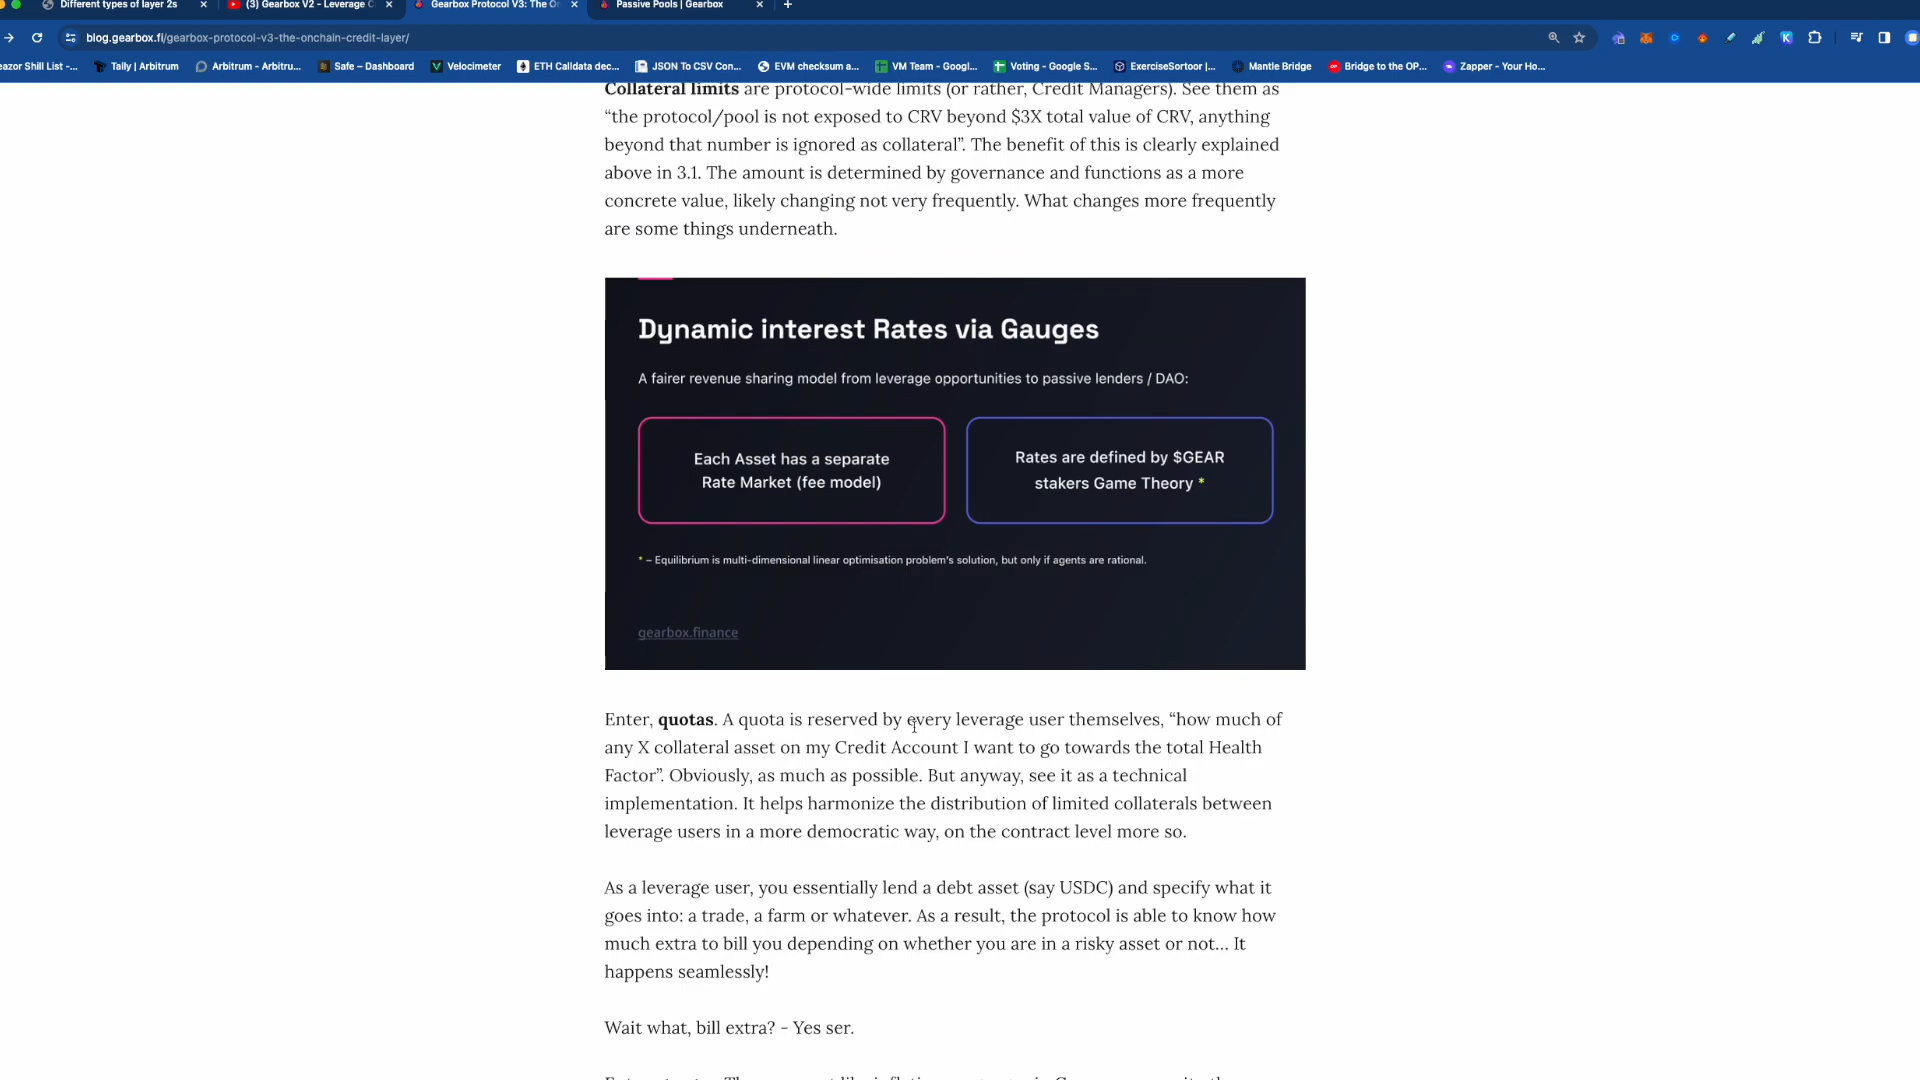 Different types of layer 2s
(3) Gearbox V2 - Leverage C
Gearbox Protocol V3: The On
Passive Pools | Gearbox
blog.gearbox.fi/gearbox-protocol-v3-the-onchain-credit-layer/
eazor Shill List -...
Tally | Arbitrum
Arbitrum - Arbitru...
Safe – Dashboard
Velocimeter
ETH Calldata dec...
JSON To CSV Con...
EVM checksum a...
VM Team - Googl...
Voting - Google S...
ExerciseSortoor |...
Mantle Bridge
Bridge to the OP...
Zapper - Your Ho...
Collateral limits are protocol-wide limits (or rather, Credit Managers). See them as
“the protocol/pool is not exposed to CRV beyond $3X total value of CRV, anything
beyond that number is ignored as collateral”. The benefit of this is clearly explained
above in 3.1. The amount is determined by governance and functions as a more
concrete value, likely changing not very frequently. What changes more frequently
are some things underneath.
Dynamic interest Rates via Gauges
A fairer revenue sharing model from leverage opportunities to passive lenders / DAO:
Each Asset has a separate
Rate Market (fee model)
Rates are defined by $GEAR
stakers Game Theory *
* – Equilibrium is multi-dimensional linear optimisation problem's solution, but only if agents are rational.
gearbox.finance
Enter, quotas. A quota is reserved by every leverage user themselves, “how much of
any X collateral asset on my Credit Account I want to go towards the total Health
Factor”. Obviously, as much as possible. But anyway, see it as a technical
implementation. It helps harmonize the distribution of limited collaterals between
leverage users in a more democratic way, on the contract level more so.
As a leverage user, you essentially lend a debt asset (say USDC) and specify what it
goes into: a trade, a farm or whatever. As a result, the protocol is able to know how
much extra to bill you depending on whether you are in a risky asset or not… It
happens seamlessly!
Wait what, bill extra? - Yes ser.